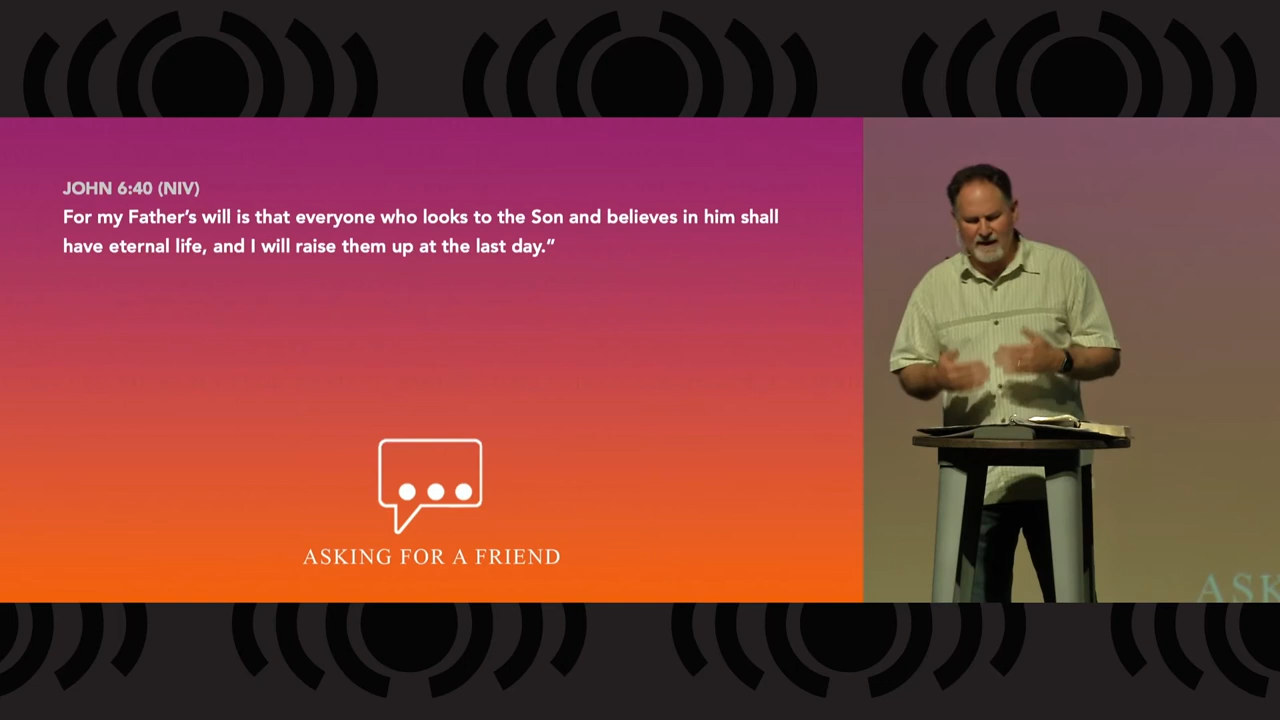 JOHN 6:40 (NIV)
For my Father’s will is that everyone who looks to the Son and believes in him shall
have eternal life, and I will raise them up at the last day.”
ASKING FOR A FRIEND
ASK